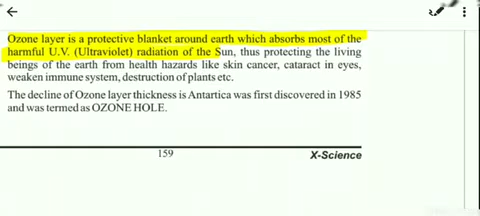 Ozone layer is a protective blanket around earth which absorbs most of the
harmful U.V. (Ultraviolet) radiation of the Sun, thus protecting the living
beings of the earth from health hazards like skin cancer, cataract in eyes,
weaken immune system, destruction of plants etc.
The decline of Ozone layer thickness is Antartica was first discovered in 1985
and was termed as OZONE HOLE.
159
X-Science